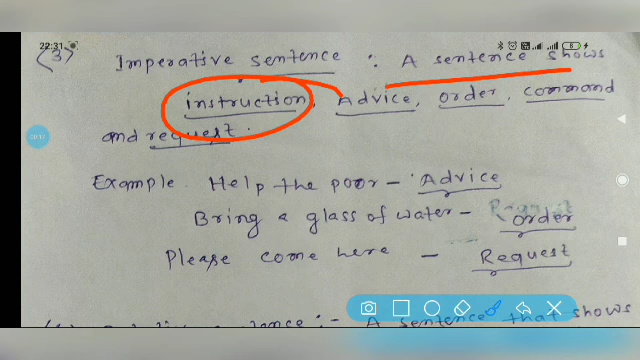 22:31
(3) Imperative sentence : A sentence shows
instruction, Advice, order, command
and request.
Example. Help the poor - Advice
Bring a glass of water - order
Please come here - Request
sentence :- A sentence that shows